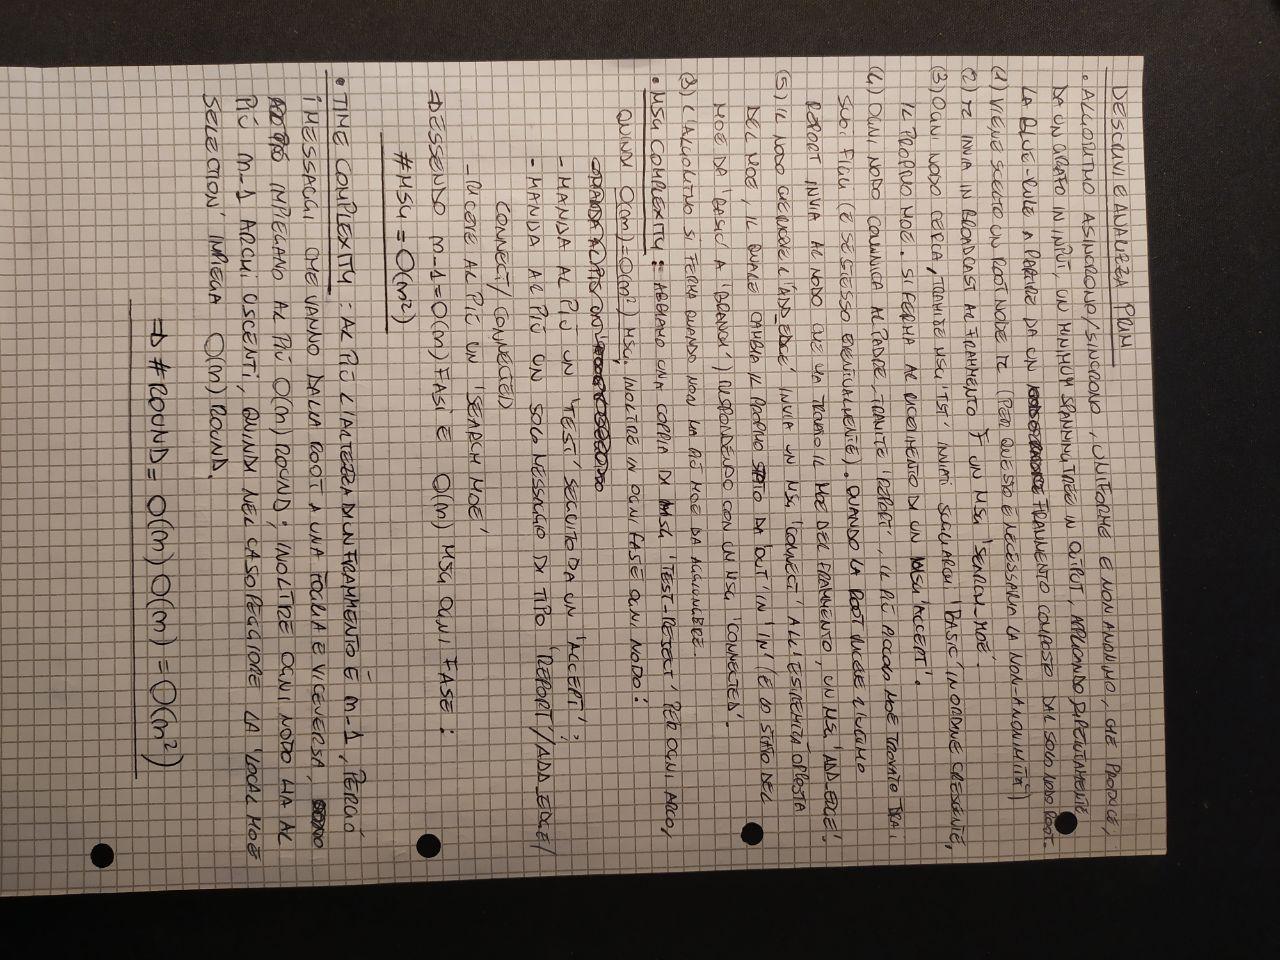 DESCRIVI E ANALIZZA PRIM
• ALGORITMO ASINCRONO/SINCRONO, UNIFORME E NON ANONIMO, CHE PRODUCE,
DA UN GRAFO IN INPUT, UN MINIMUM SPANNING TREE IN OUTPUT, APPLICANDO RIPETUTAMENTE
LA BLUE-RULE A PARTIRE DA UN FRAMMENTO COMPOSTO DAL SOLO NODO ROOT.
(1) VIENE SCELTO UN ROOT NODE r (PER QUESTO È NECESSARIA LA NON-ANONIMITÀ)
(2) r INVIA IN BROADCAST AL FRAMMENTO F UN MSG 'SEARCH_MOE'.
(3) OGNI NODO CERCA, TRAMITE MSG 'TEST' INVIATI SUGLI ARCHI 'BASIC' IN ORDINE CRESCENTE,
IL PROPRIO MOE. SI FERMA AL RICEVIMENTO DI UN MSG 'ACCEPT'.
(4) OGNI NODO COMUNICA AL PADRE, TRAMITE 'REPORT', IL PIÙ PICCOLO MOE TROVATO TRA I
SUOI FIGLI (E SE STESSO EVENTUALMENTE). QUANDO LA ROOT RICEVE L'ULTIMO
REPORT INVIA AL NODO CHE HA TROVATO IL MOE DEL FRAMMENTO, UN MSG 'ADD_EDGE'.
(5) IL NODO CHE RICEVE L'ADD_EDGE' INVIA UN MSG 'CONNECT' ALL'ESTREMITÀ OPPOSTA
DEL MOE, IL QUALE CAMBIA IL PROPRIO STATO DA 'OUT' IN 'IN' (E LO STATO DEL
MOE DA 'BASIC' A 'BRANCH') RISPONDENDO CON UN MSG 'CONNECTED'.
L'ALGORITMO SI FERMA QUANDO NON HA PIÙ MOE DA AGGIUNGERE.
• MSG COMPLEXITY: ABBIAMO UNA COPPIA DI MSG 'TEST-REJECT' PER OGNI ARCO,
QUINDI O(m)=O(n²) MSG. INOLTRE IN OGNI FASE OGNI NODO:
- MANDA AL PIÙ UN 'TEST' SEGUITO DA UN 'ACCEPT';
- MANDA AL PIÙ UN SOLO MESSAGGIO DI TIPO 'REPORT'/ADD_EDGE/
CONNECT/CONNECTED
- RICEVE AL PIÙ UN 'SEARCH MOE'
⇒ ESSENDO n-1=O(n) FASI E O(n) MSG OGNI FASE:
#MSG = O(n²)
• TIME COMPLEXITY: AL PIÙ L'ALTEZZA DI UN FRAMMENTO È n-1, PERCIÒ
I MESSAGGI CHE VANNO DALLA ROOT A UNA FOGLIA E VICEVERSA,
IMPIEGANO AL PIÙ O(n) ROUND; INOLTRE OGNI NODO HA AL
PIÙ n-1 ARCHI USCENTI, QUINDI NEL CASO PEGGIORE LA 'LOCAL MOE
SELECTION' IMPIEGA O(n) ROUND.
⇒ #ROUND = O(n) O(n) = O(n²)